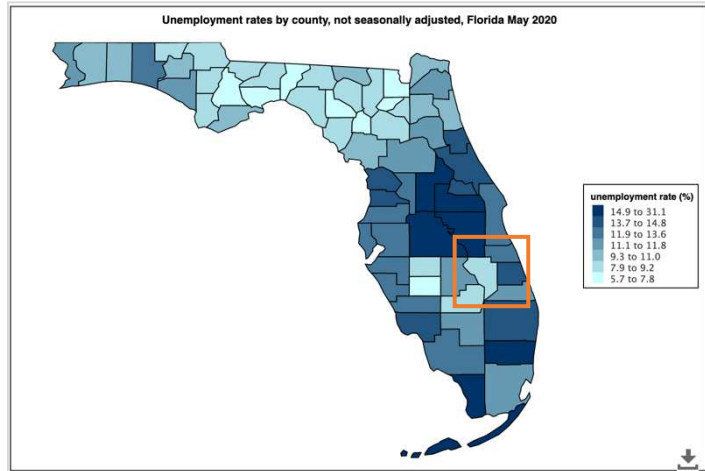 Unemployment rates by county, not seasonally adjusted, Florida May 2020
unemployment rate (%)
14.9 to 31.1
13.7 to 14.8
11.9 to 13.6
11.1 to 11.8
9.3 to 11.0
7.9 to 9.2
5.7 to 7.8